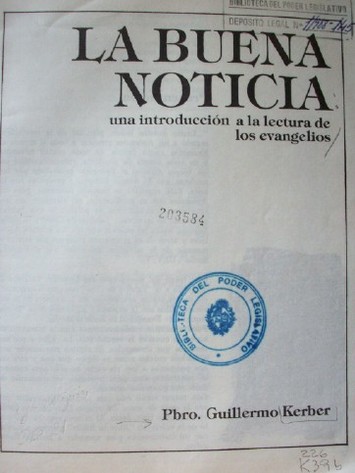 BIBLIOTECA DEL PODER LEGISLATIVO
DEPOSITO LEGAL Nº
LA BUENA
NOTICIA
una introducción a la lectura de
los evangelios
203584
BIBLIOTECA DEL PODER LEGISLATIVO
Pbro. Guillermo Kerber
226
K39b